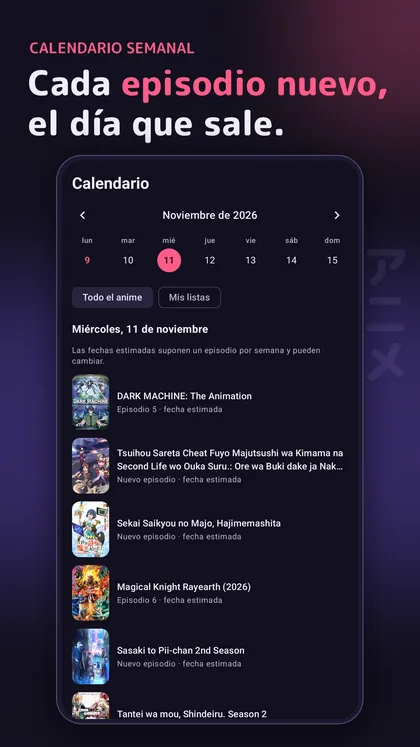 CALENDARIO SEMANAL
Cada episodio nuevo,
el día que sale.
Calendario
Noviembre de 2026
lun mar mié jue vie sáb dom
9 10 11 12 13 14 15
Todo el anime Mis listas
Miércoles, 11 de noviembre
Las fechas estimadas suponen un episodio por semana y pueden
cambiar.
DARK MACHINE
DARK MACHINE: The Animation
Episodio 5 · fecha estimada
Tsuihou Sareta Cheat Fuyo Majutsushi wa Kimama na
Second Life wo Ouka Suru.: Ore wa Buki dake ja Nak...
Nuevo episodio · fecha estimada
Sekai Saikyou no Majo, Hajimemashita
Nuevo episodio · fecha estimada
Magical Knight Rayearth (2026)
Episodio 6 · fecha estimada
Sasaki to Pii-chan 2nd Season
Nuevo episodio · fecha estimada
Tantei wa mou, Shindeiru. Season 2
アニメ